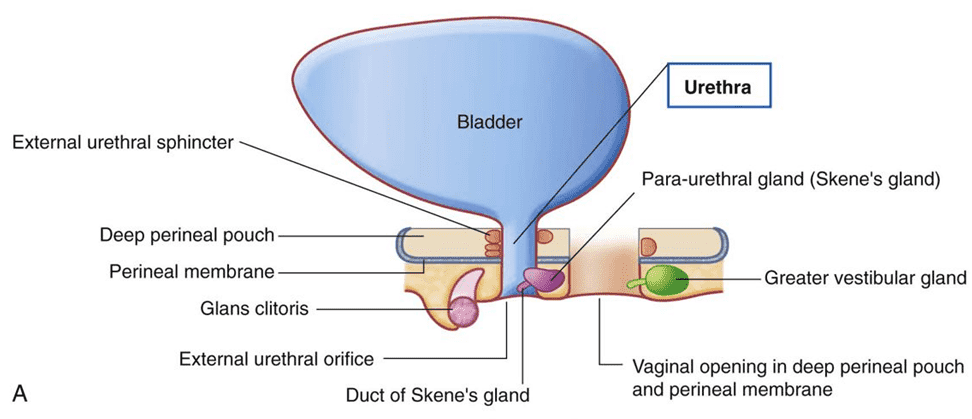 Urethra
Bladder
External urethral sphincter
Para-urethral gland (Skene's gland)
Deep perineal pouch
Perineal membrane
Greater vestibular gland
Glans clitoris
External urethral orifice
Vaginal opening in deep perineal pouch
and perineal membrane
Duct of Skene's gland
A